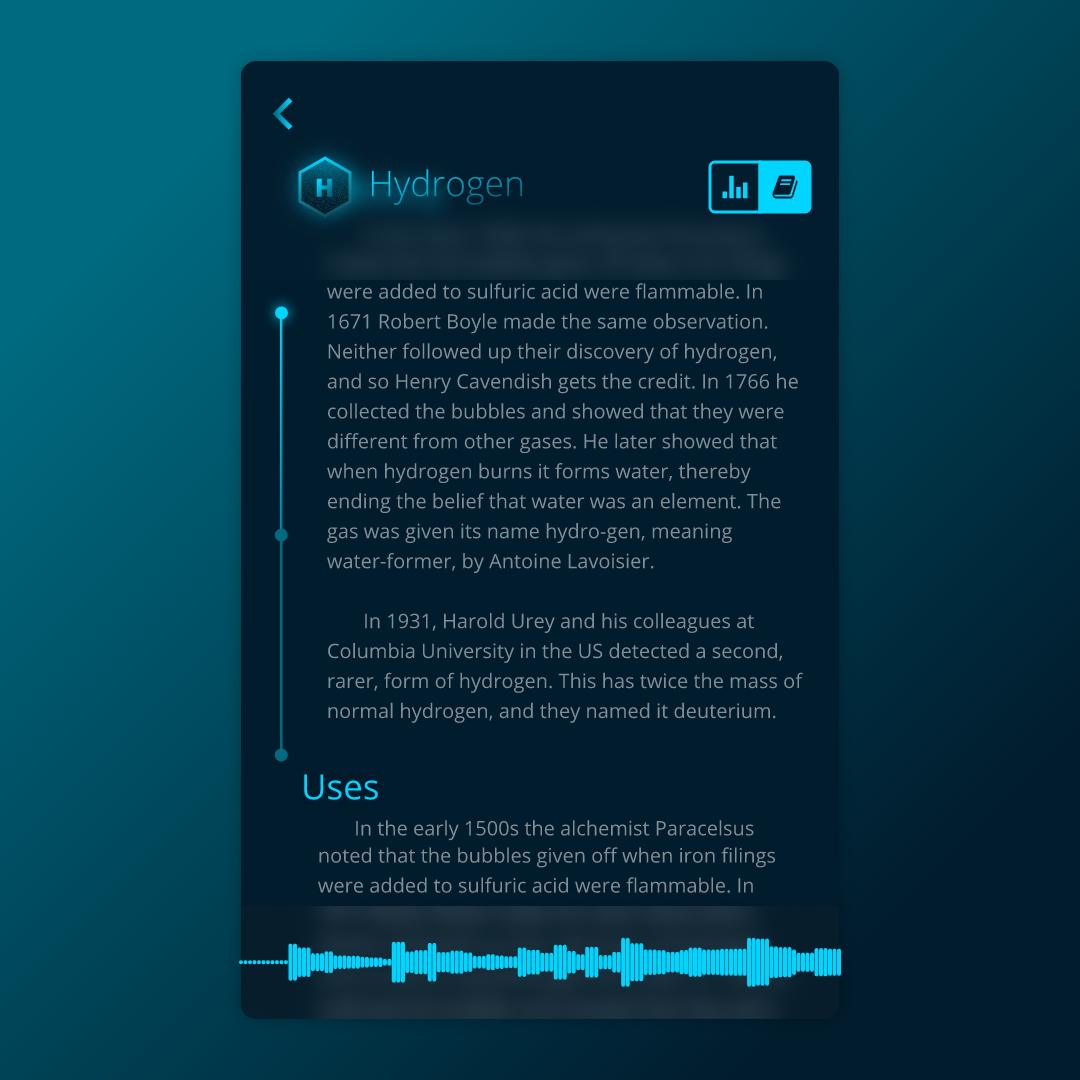 H Hydrogen
were added to sulfuric acid were flammable. In
1671 Robert Boyle made the same observation.
Neither followed up their discovery of hydrogen,
and so Henry Cavendish gets the credit. In 1766 he
collected the bubbles and showed that they were
different from other gases. He later showed that
when hydrogen burns it forms water, thereby
ending the belief that water was an element. The
gas was given its name hydro-gen, meaning
water-former, by Antoine Lavoisier.
In 1931, Harold Urey and his colleagues at
Columbia University in the US detected a second,
rarer, form of hydrogen. This has twice the mass of
normal hydrogen, and they named it deuterium.
Uses
In the early 1500s the alchemist Paracelsus
noted that the bubbles given off when iron filings
were added to sulfuric acid were flammable. In